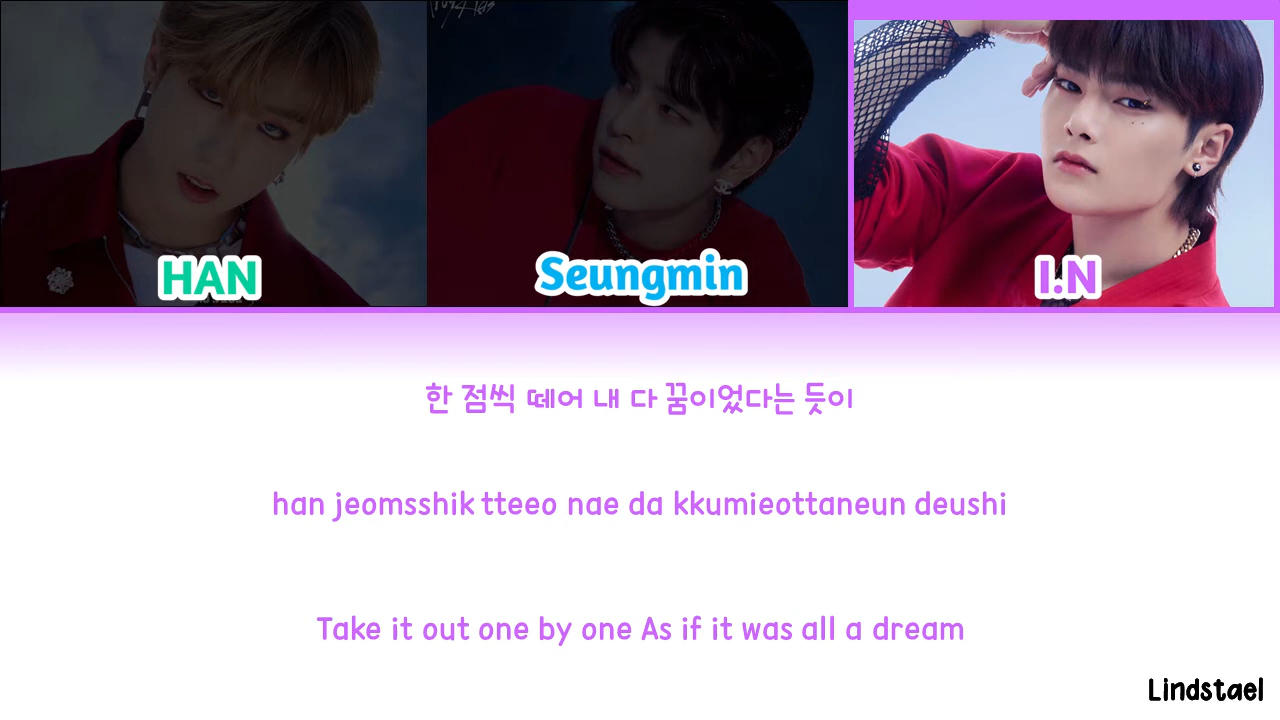 HAN
Seungmin
I.N
한 점씩 떼어 내 다 꿈이었다는 듯이
han jeomsshik tteeo nae da kkumieottaneun deushi
Take it out one by one As if it was all a dream
Lindstael